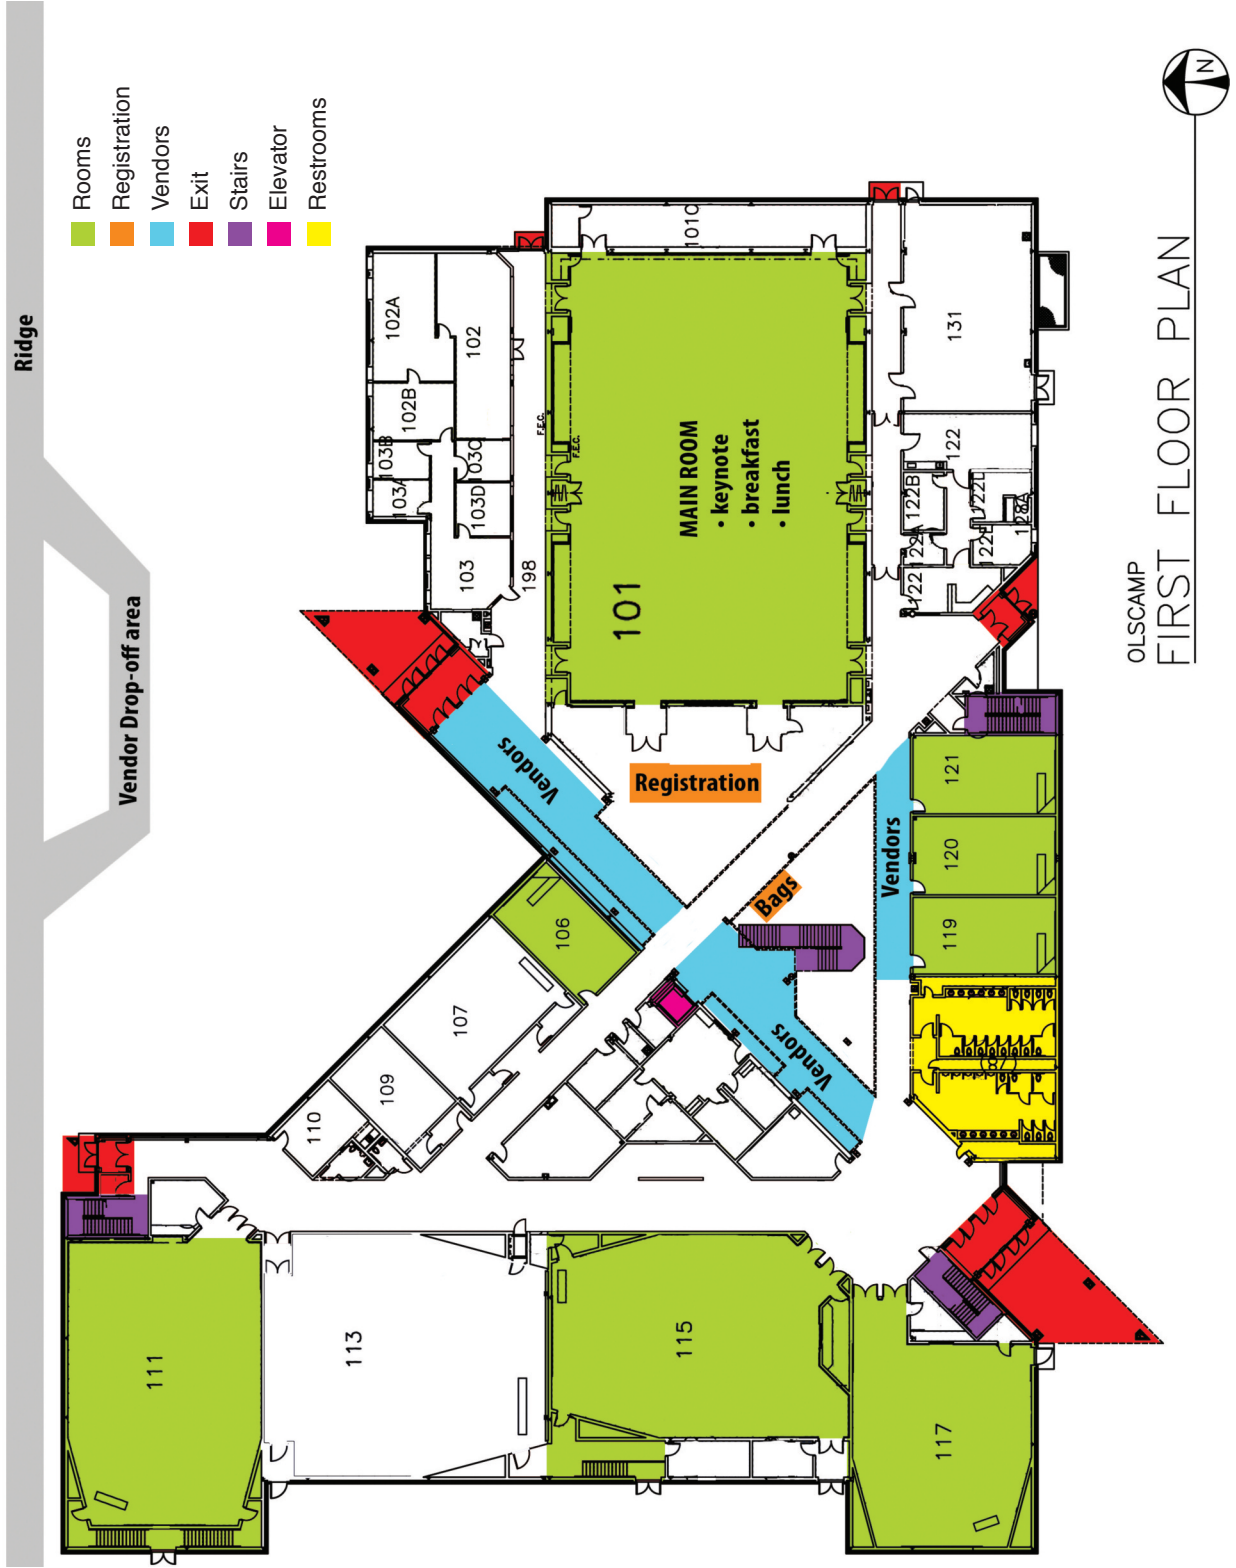 Ridge
Vendor Drop-off area
Rooms
Registration
Vendors
Exit
Stairs
Elevator
Restrooms
102A
102
102B
103B
103A
103C
103D
103
198
F.E.C.
F.E.C.
101C
101
MAIN ROOM
• keynote
• breakfast
• lunch
131
122
122B
122A
122
Registration
Vendors
Bags
Vendors
Vendors
106
107
109
110
121
120
119
111
113
115
117
OLSCAMP
FIRST FLOOR PLAN
N